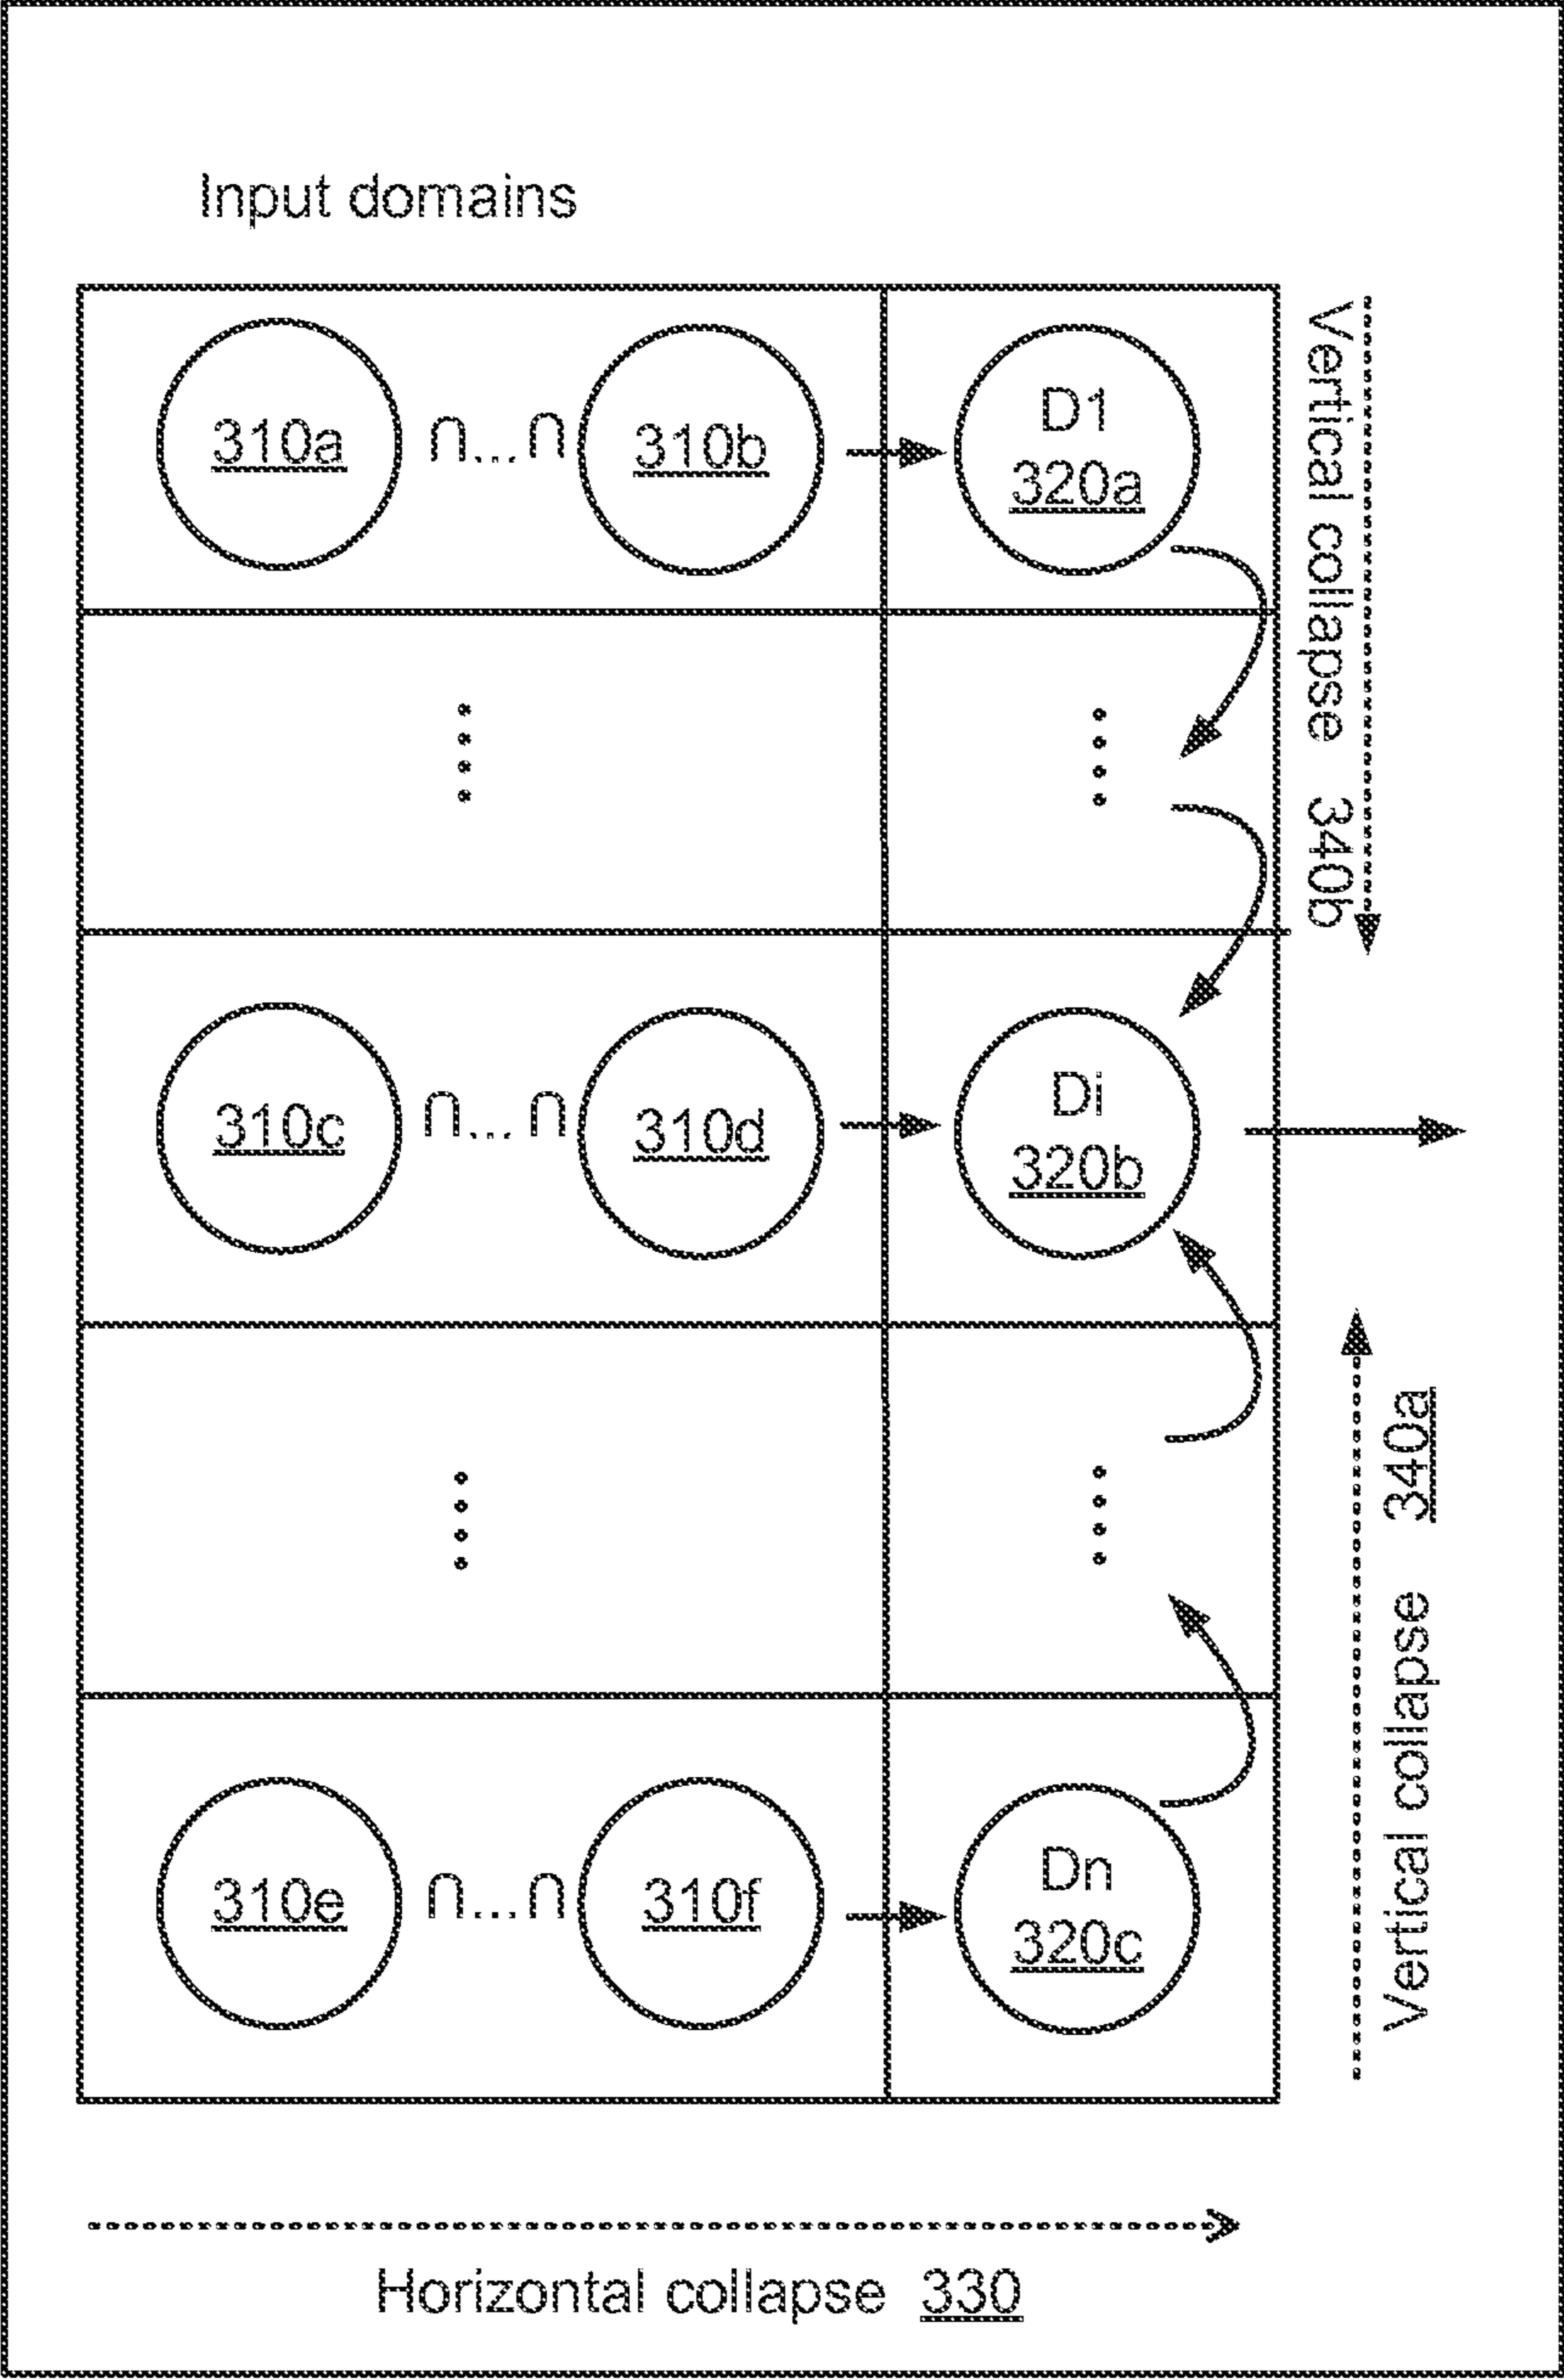 Input domains
310a ∩...∩ 310b
D1
320a
Vertical collapse 340b
310c ∩...∩ 310d
Di
320b
Vertical collapse 340a
310e ∩...∩ 310f
Dn
320c
Horizontal collapse 330